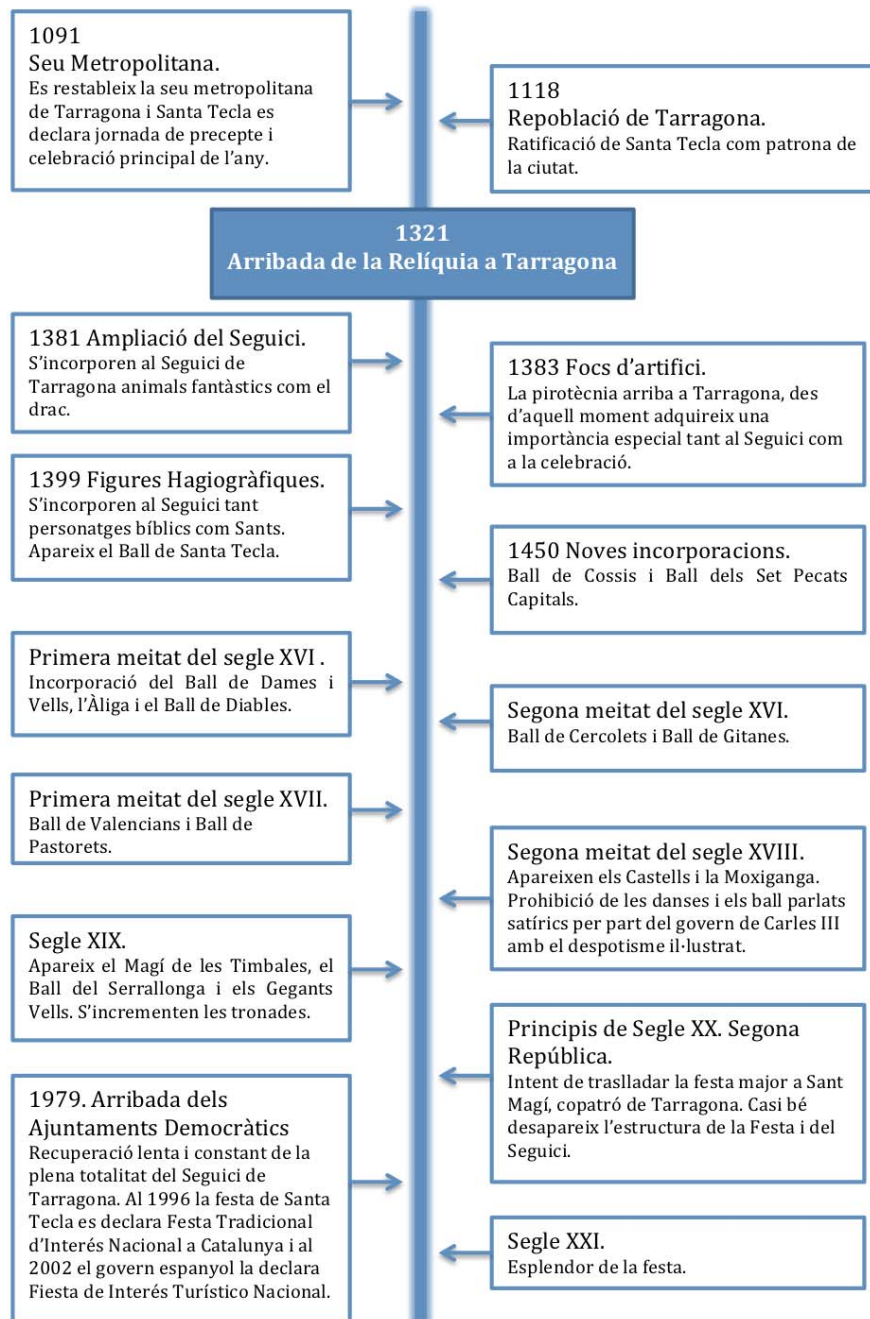 1091
Seu Metropolitana.
Es restableix la seu metropolitana
de Tarragona i Santa Tecla es
declara jornada de precepte i
celebració principal de l'any.
1118
Repoblació de Tarragona.
Ratificació de Santa Tecla com patrona de
la ciutat.
1321
Arribada de la Relíquia a Tarragona
1381 Ampliació del Seguici.
S'incorporen al Seguici de
Tarragona animals fantàstics com el
drac.
1383 Focs d'artifici.
La pirotècnia arriba a Tarragona, des
d'aquell moment adquireix una
importància especial tant al Seguici com
a la celebració.
1399 Figures Hagiogràfiques.
S'incorporen al Seguici tant
personatges bíblics com Sants.
Apareix el Ball de Santa Tecla.
1450 Noves incorporacions.
Ball de Cossis i Ball dels Set Pecats
Capitals.
Primera meitat del segle XVI .
Incorporació del Ball de Dames i
Vells, l'Àliga i el Ball de Diables.
Segona meitat del segle XVI.
Ball de Cercolets i Ball de Gitanes.
Primera meitat del segle XVII.
Ball de Valencians i Ball de
Pastorets.
Segona meitat del segle XVIII.
Apareixen els Castells i la Moxiganga.
Prohibició de les danses i els ball parlats
satírics per part del govern de Carles III
amb el despotisme il·lustrat.
Segle XIX.
Apareix el Magí de les Timbales, el
Ball del Serrallonga i els Gegants
Vells. S'incrementen les tronades.
Principis de Segle XX. Segona
Repúplica.
Intent de traslladar la festa major a Sant
Magí, copatró de Tarragona. Casi bé
desapareix l'estructura de la Festa i del
Seguici.
1979. Arribada dels
Ajuntaments Democràtics
Recuperació lenta i constant de la
plena totalitat del Seguici de
Tarragona. Al 1996 la festa de Santa
Tecla es declara Festa Tradicional
d'Interés Nacional a Catalunya i al
2002 el govern espanyol la declara
Fiesta de Interés Turístico Nacional.
Segle XXI.
Esplendor de la festa.